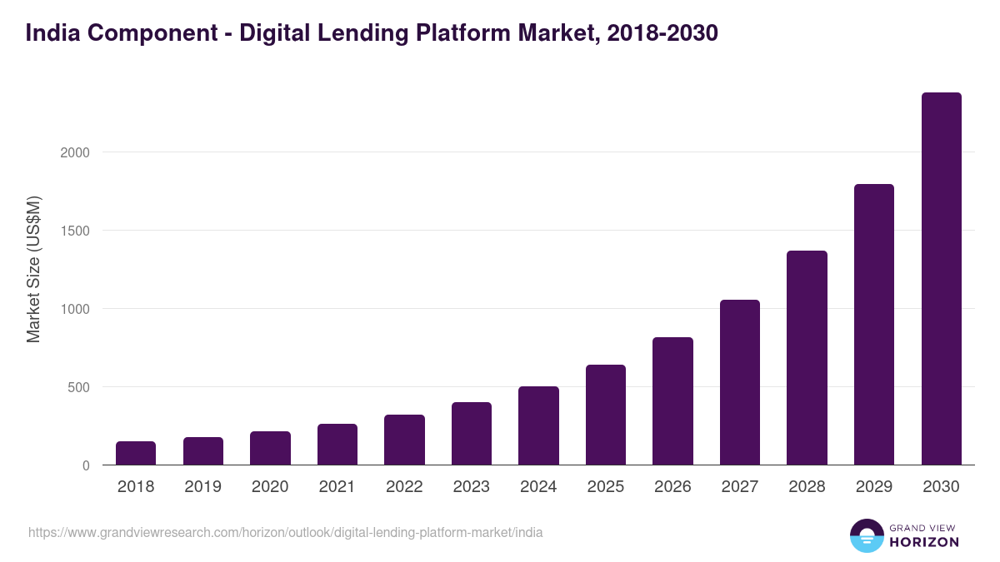 India Component - Digital Lending Platform Market, 2018-2030
Market Size (US$M)
2000
1500
1000
500
0
2018 2019 2020 2021 2022 2023 2024 2025 2026 2027 2028 2029 2030
https://www.grandviewresearch.com/horizon/outlook/digital-lending-platform-market/india
GRAND VIEW
HORIZON